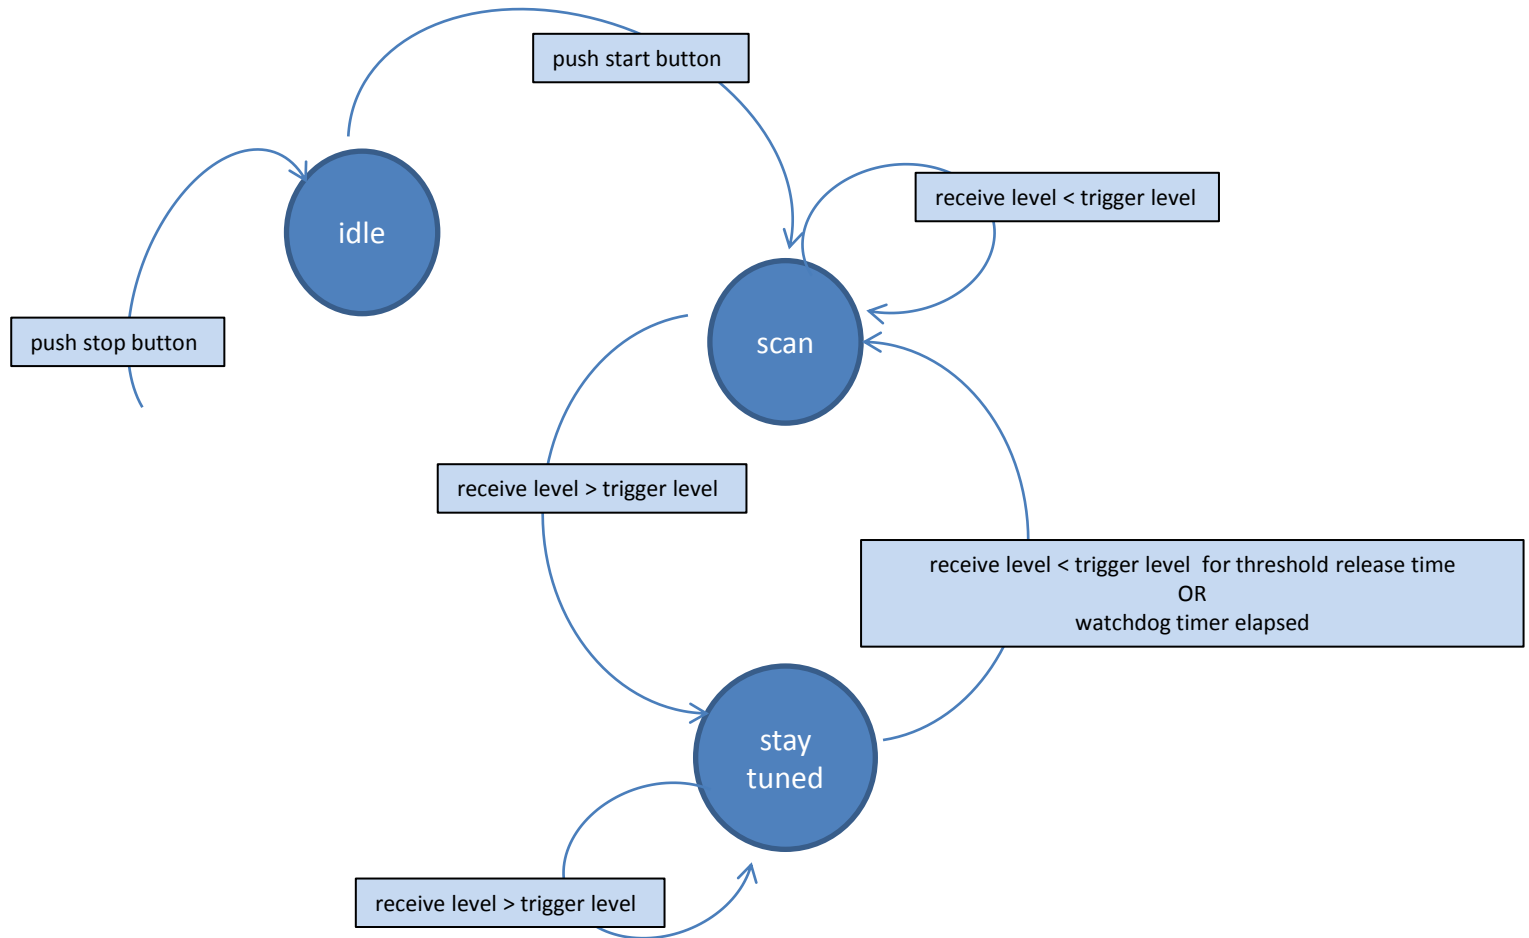 push start button
receive level < trigger level
idle
push stop button
scan
receive level > trigger level
receive level < trigger level  for threshold release time
OR
watchdog timer elapsed
stay
tuned
receive level > trigger level